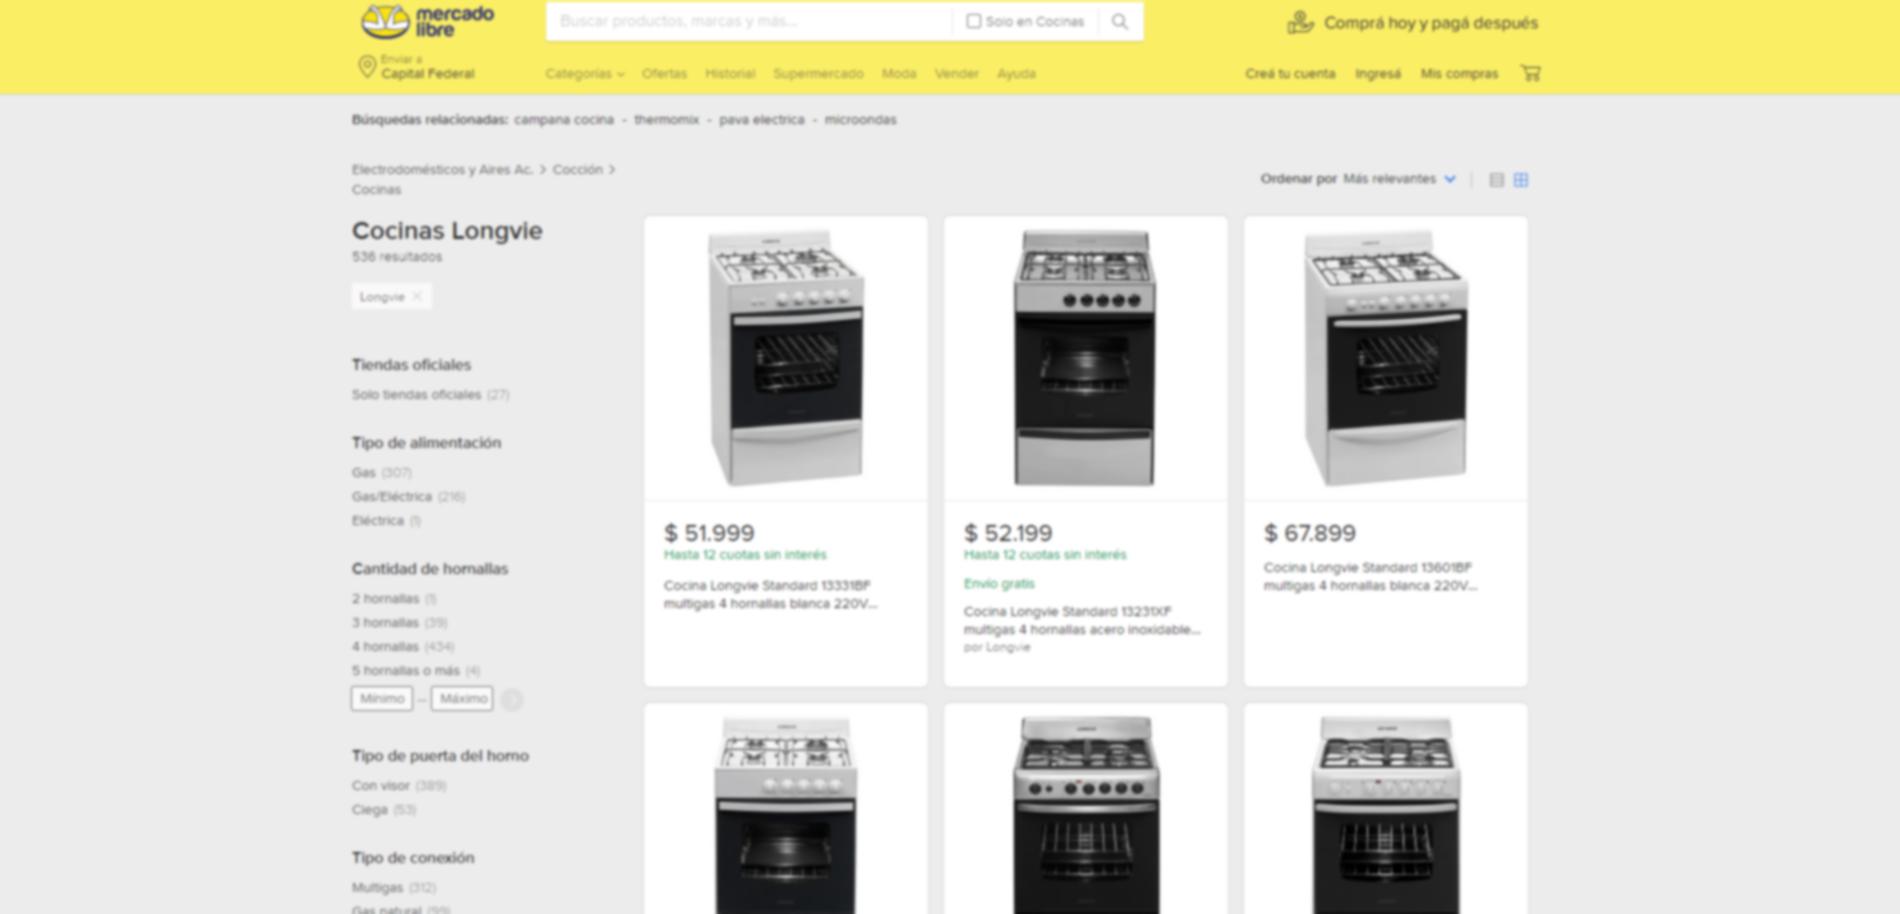 mercado
libre
Buscar productos, marcas y más...
Solo en Cocinas
Comprá hoy y pagá después
Enviar a
Capital Federal
Categorías
Ofertas
Historial
Supermercado
Moda
Vender
Ayuda
Creá tu cuenta
Ingresá
Mis compras
Búsquedas relacionadas: campana cocina - thermomix - pava electrica - microondas
Electrodomésticos y Aires Ac. > Cocción >
Cocinas
Ordenar por Más relevantes
Cocinas Longvie
536 resultados
Longvie
Tiendas oficiales
Solo tiendas oficiales (27)
Tipo de alimentación
Gas (307)
Gas/Eléctrica (216)
Eléctrica (1)
Cantidad de hornallas
2 hornallas (1)
3 hornallas (39)
4 hornallas (434)
5 hornallas o más (4)
Mínimo – Máximo
Tipo de puerta del horno
Con visor (389)
Ciega (53)
Tipo de conexión
Multigas (312)
Gas natural (99)
$ 51.999
Hasta 12 cuotas sin interés
Cocina Longvie Standard 13331BF
multigas 4 hornallas blanca 220V...
$ 52.199
Hasta 12 cuotas sin interés
Envío gratis
Cocina Longvie Standard 13231XF
multigas 4 hornallas acero inoxidable...
por Longvie
$ 67.899
Cocina Longvie Standard 13601BF
multigas 4 hornallas blanca 220V...